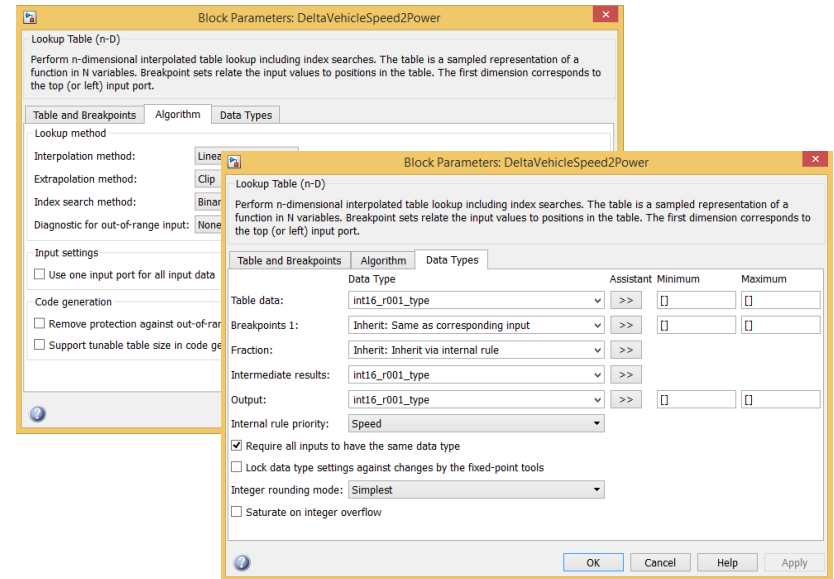 Block Parameters: DeltaVehicleSpeed2Power
Lookup Table (n-D)
Perform n-dimensional interpolated table lookup including index searches. The table is a sampled representation of a
function in N variables. Breakpoint sets relate the input values to positions in the table. The first dimension corresponds to
the top (or left) input port.
Table and Breakpoints Algorithm Data Types
Lookup method
Interpolation method:
Extrapolation method: Clip
Index search method:
Diagnostic for out-of-range input: None
Input settings
Use one input port for all input data
Code generation
Remove protection against
Support tunable table size in code
Block Parameters: DeltaVehicleSpeed2Power
Lookup Table (n-D)
Perform n-dimensional interpolated table lookup including index searches. The table is a sampled representation of a
function in N variables. Breakpoint sets relate the input values to positions in the table. The first dimension corresponds to
the top (or left) input port.
Table and Breakpoints Algorithm Data Types
Data Type Assistant Minimum Maximum
Table data: int16_r001_type >> [] []
Breakpoints 1: Inherit: Same as corresponding input >> [] []
Fraction: Inherit: Inherit via internal rule >>
Intermediate results: int16_r001_type >>
Output: int16_r001_type >> [] []
Internal rule priority: Speed
Require all inputs to have the same data type
Lock data type settings against changes by the fixed-point tools
Integer rounding mode: Simplest
Saturate on integer overflow
OK Cancel Help Apply